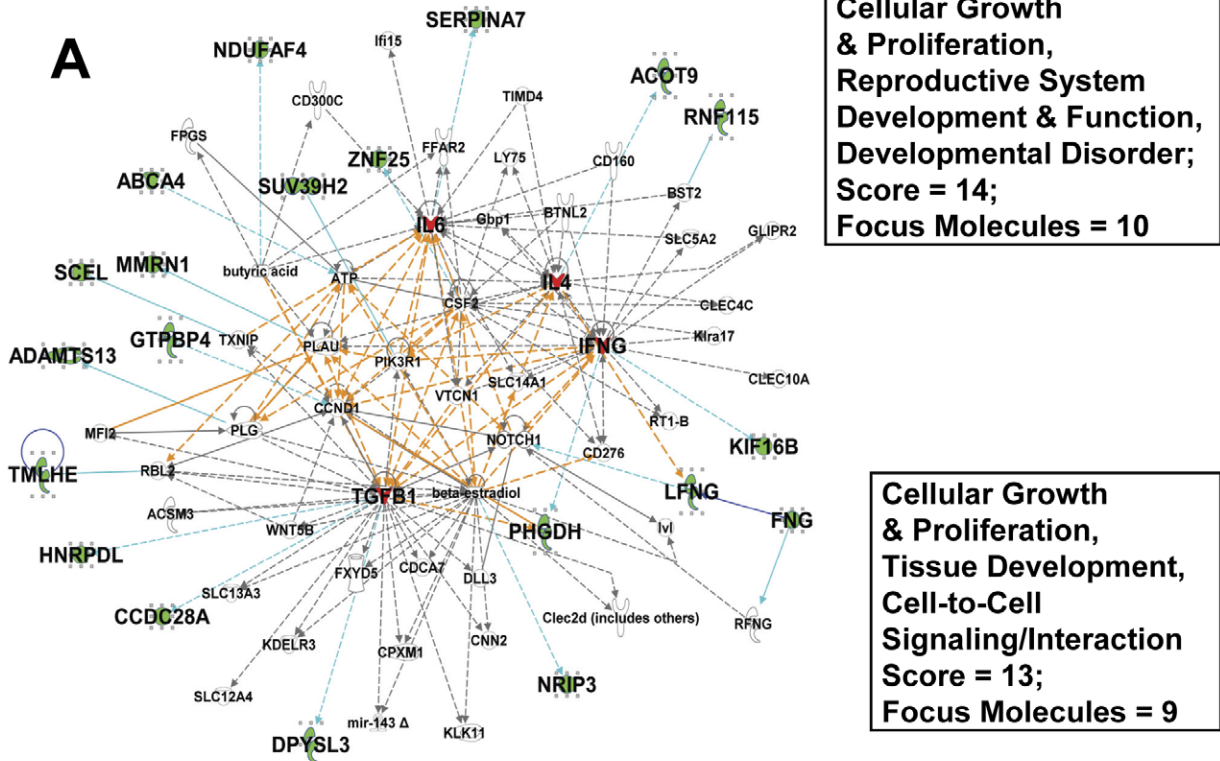 A
SERPINA7
NDUFAF4
Ifi15
ACOT9
CD300C
TIMD4
RNF115
FPGS
FFAR2
ZNF25
LY75
CD160
ABCA4
SUV39H2
BST2
IL6
Gbp1
BTNL2
SLC5A2
GLIPR2
SCEL
MMRN1
butyric acid
ATP
IL4
CSF2
CLEC4C
GTPBP4
TXNIP
PLAU
IFNG
Klra17
ADAMTS13
PIK3R1
SLC14A1
CLEC10A
VTCN1
CCND1
RT1-B
MFI2
PLG
NOTCH1
KIF16B
CD276
TMLHE
RBL2
TGFB1
beta-estradiol
LFNG
ACSM3
WNT5B
PHGDH
Ivl
FNG
HNRPDL
FXYD5
CDCA7
DLL3
SLC13A3
CCDC28A
Clec2d (includes others)
RFNG
KDELR3
CPXM1
CNN2
SLC12A4
NRIP3
mir-143 Δ
KLK11
DPYSL3
Cellular Growth
& Proliferation,
Reproductive System
Development & Function,
Developmental Disorder;
Score = 14;
Focus Molecules = 10
Cellular Growth
& Proliferation,
Tissue Development,
Cell-to-Cell
Signaling/Interaction
Score = 13;
Focus Molecules = 9